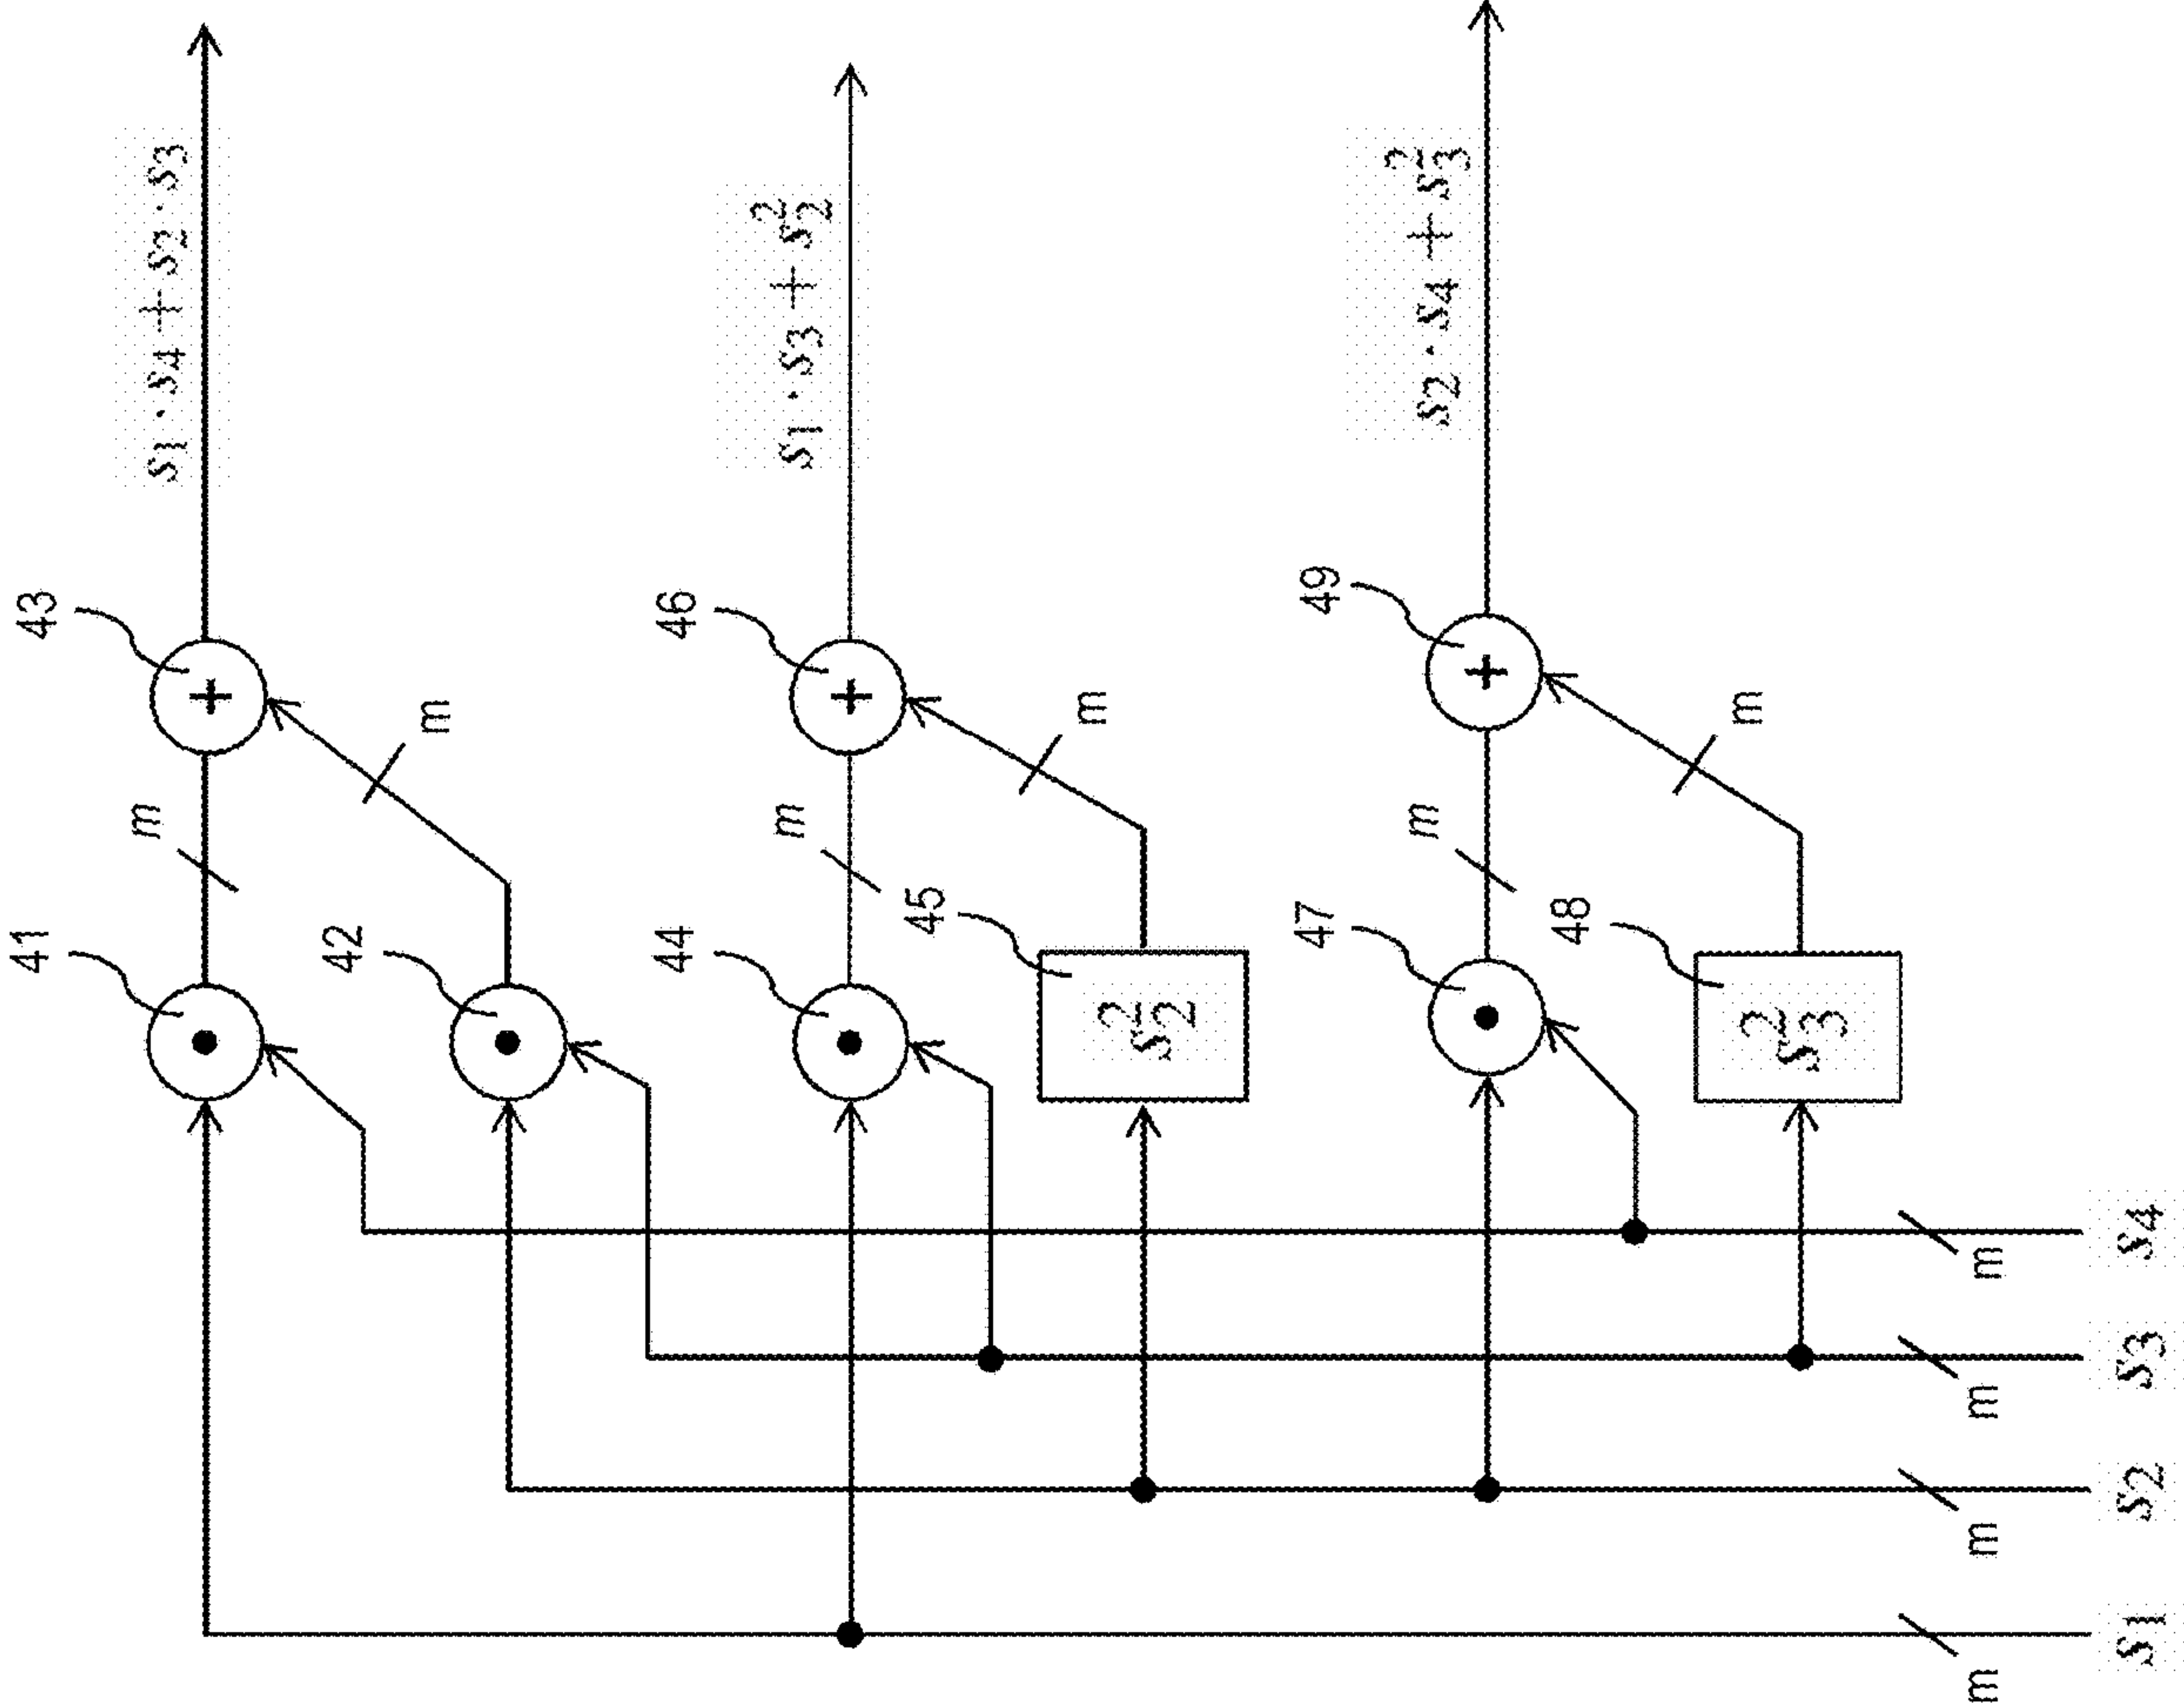 s1 · s4 + s2 · s3
43
m
m
41
42
s1 · s3 + s2^2
46
m
m
44
45
s2^2
s2 · s4 + s3^2
49
m
m
47
48
s3^2
m
s4
m
s3
m
s2
m
s1